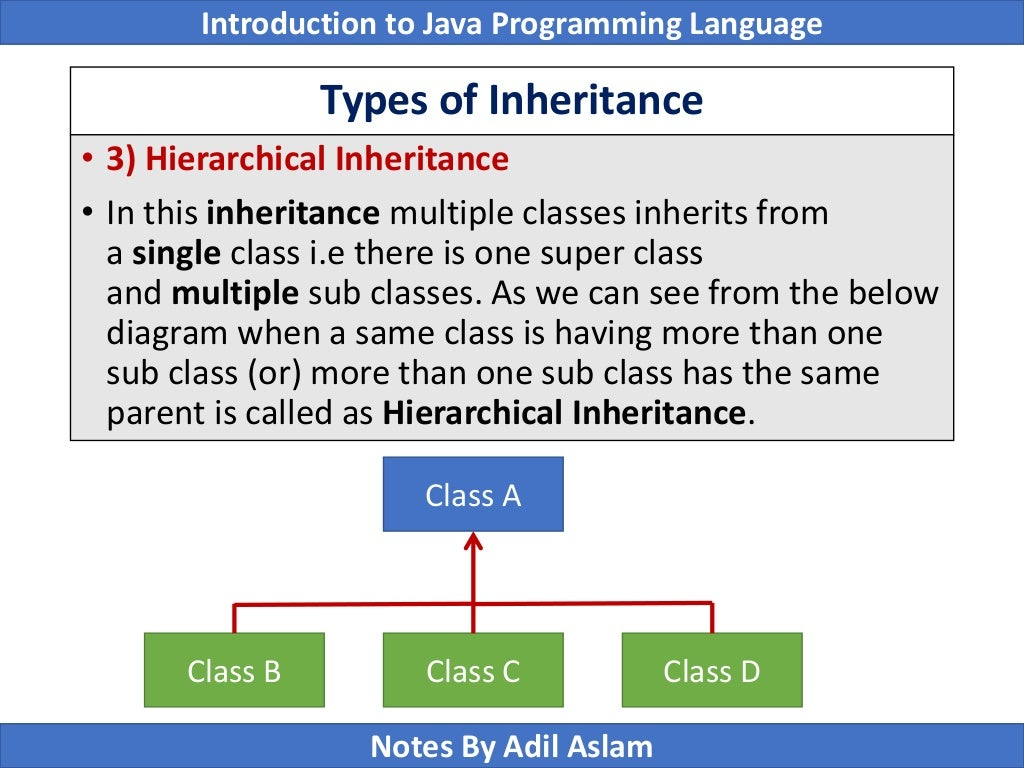 Introduction to Java Programming Language
Types of Inheritance
• 3) Hierarchical Inheritance
• In this inheritance multiple classes inherits from
a single class i.e there is one super class
and multiple sub classes. As we can see from the below
diagram when a same class is having more than one
sub class (or) more than one sub class has the same
parent is called as Hierarchical Inheritance.
Class A
Class B
Class C
Class D
Notes By Adil Aslam